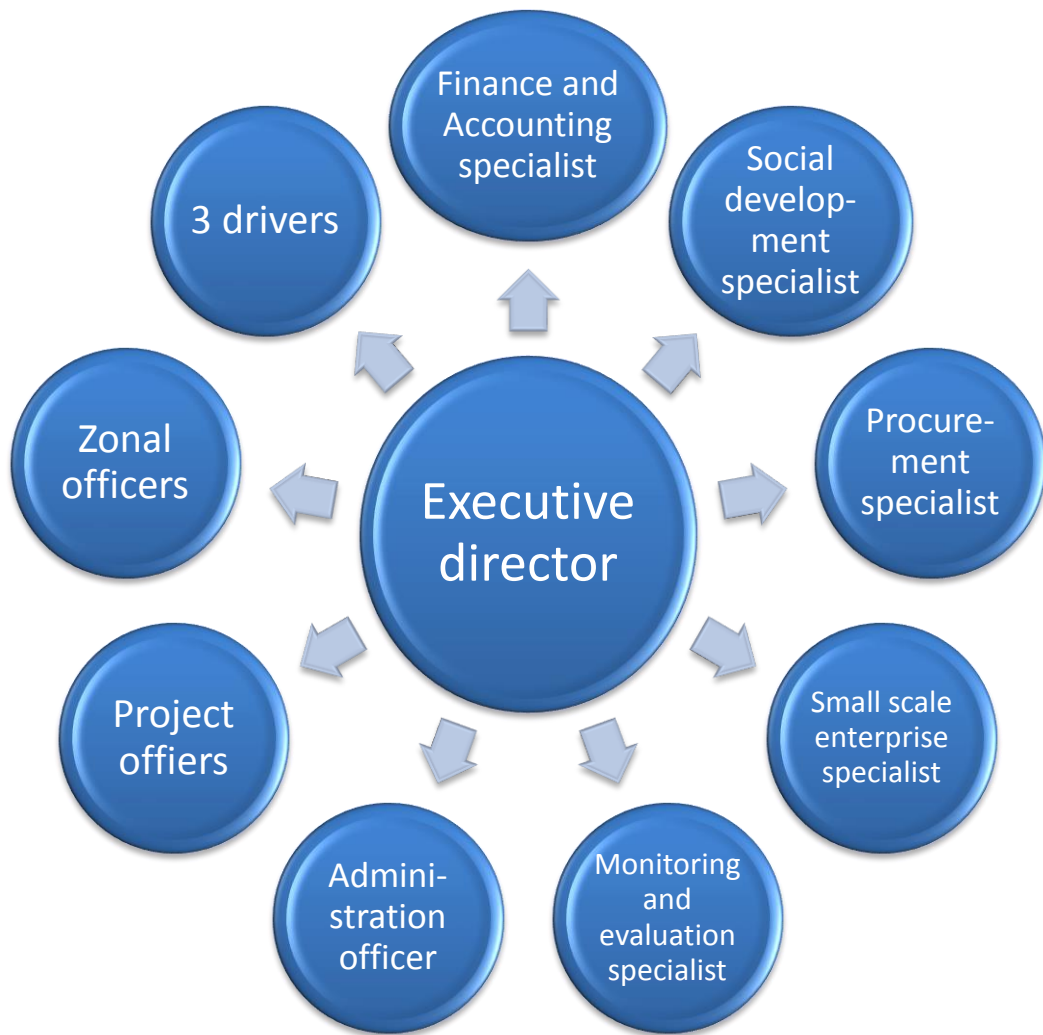 Finance and
Accounting
specialist
Social
develop-
ment
specialist
Procure-
ment
specialist
Small scale
enterprise
specialist
Monitoring
and
evaluation
specialist
Admini-
stration
officer
Project
offiers
Zonal
officers
3 drivers
Executive
director